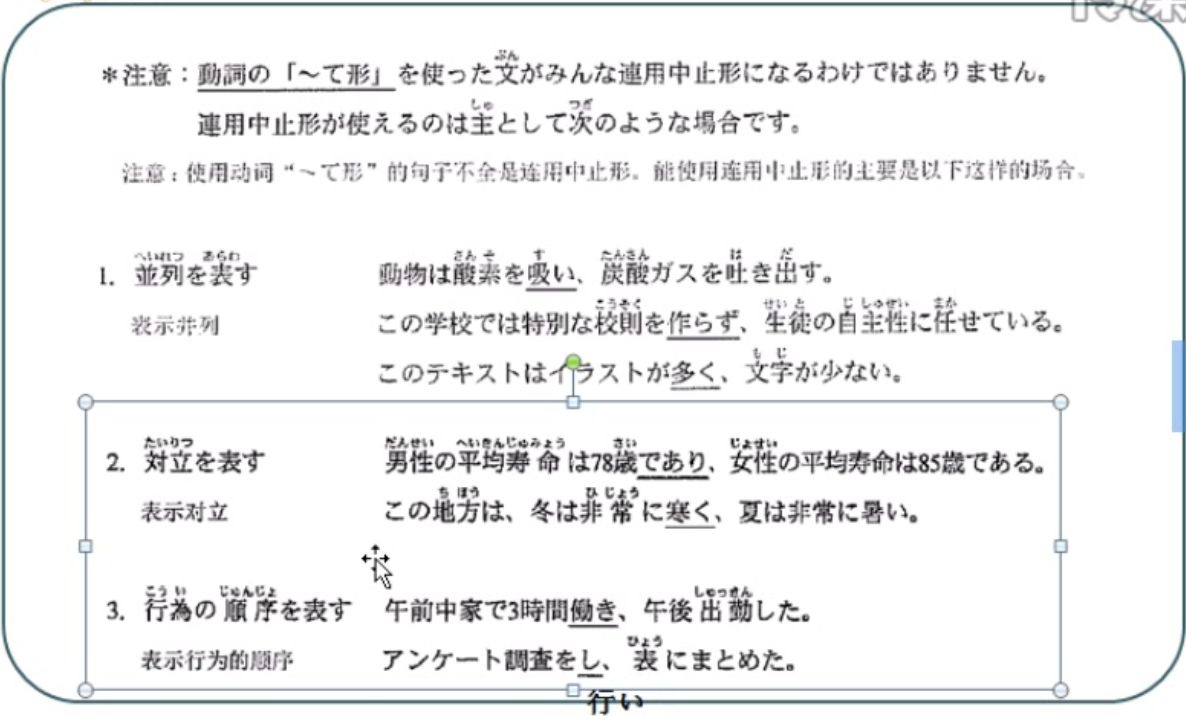 ＊注意：動詞の「～て形」を使った文がみんな連用中止形になるわけではありません。
連用中止形が使えるのは主として次のような場合です。
注意：使用动词“～て形”的句子不全是连用中止形。能使用连用中止形的主要是以下这样的场合。
1. 並列を表す 動物は酸素を吸い、炭酸ガスを吐き出す。
表示并列 この学校では特別な校則を作らず、生徒の自主性に任せている。
このテキストはイラストが多く、文字が少ない。
2. 対立を表す 男性の平均寿命は78歳であり、女性の平均寿命は85歳である。
表示对立 この地方は、冬は非常に寒く、夏は非常に暑い。
3. 行為の順序を表す 午前中家で3時間働き、午後出勤した。
表示行为的顺序 アンケート調査をし、表にまとめた。
行い